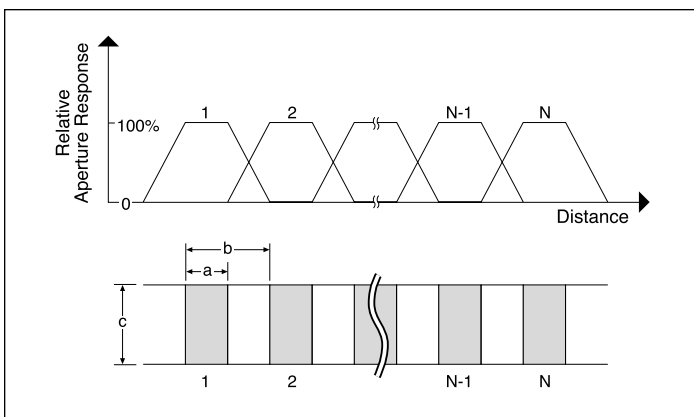 Relative
Aperture Response
100%
0
1
2
N-1
N
Distance
b
a
c
1
2
N-1
N